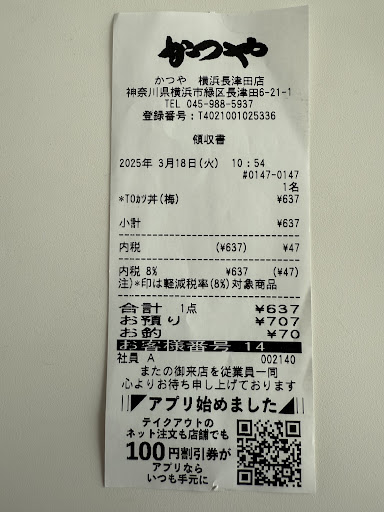 かつや
かつや 横浜長津田店
神奈川県横浜市緑区長津田6-21-1
TEL 045-988-5937
登録番号:T4021001025336
領収書
2025年 3月18日(火) 10:54
#0147-0147
1名
*TOカツ丼(梅) ¥637
小計 ¥637
内税 (¥637) ¥47
内税 8% ¥637 (¥47)
注)*印は軽減税率(8%)対象商品
合計 1点 ¥637
お預り ¥707
お釣 ¥70
お客様番号 14
社員 A 002140
またの御来店を従業員一同
心よりお待ち申し上げております
アプリ始めました
テイクアウトの
ネット注文も店舗でも
100円割引券が
アプリなら
いつも手元に